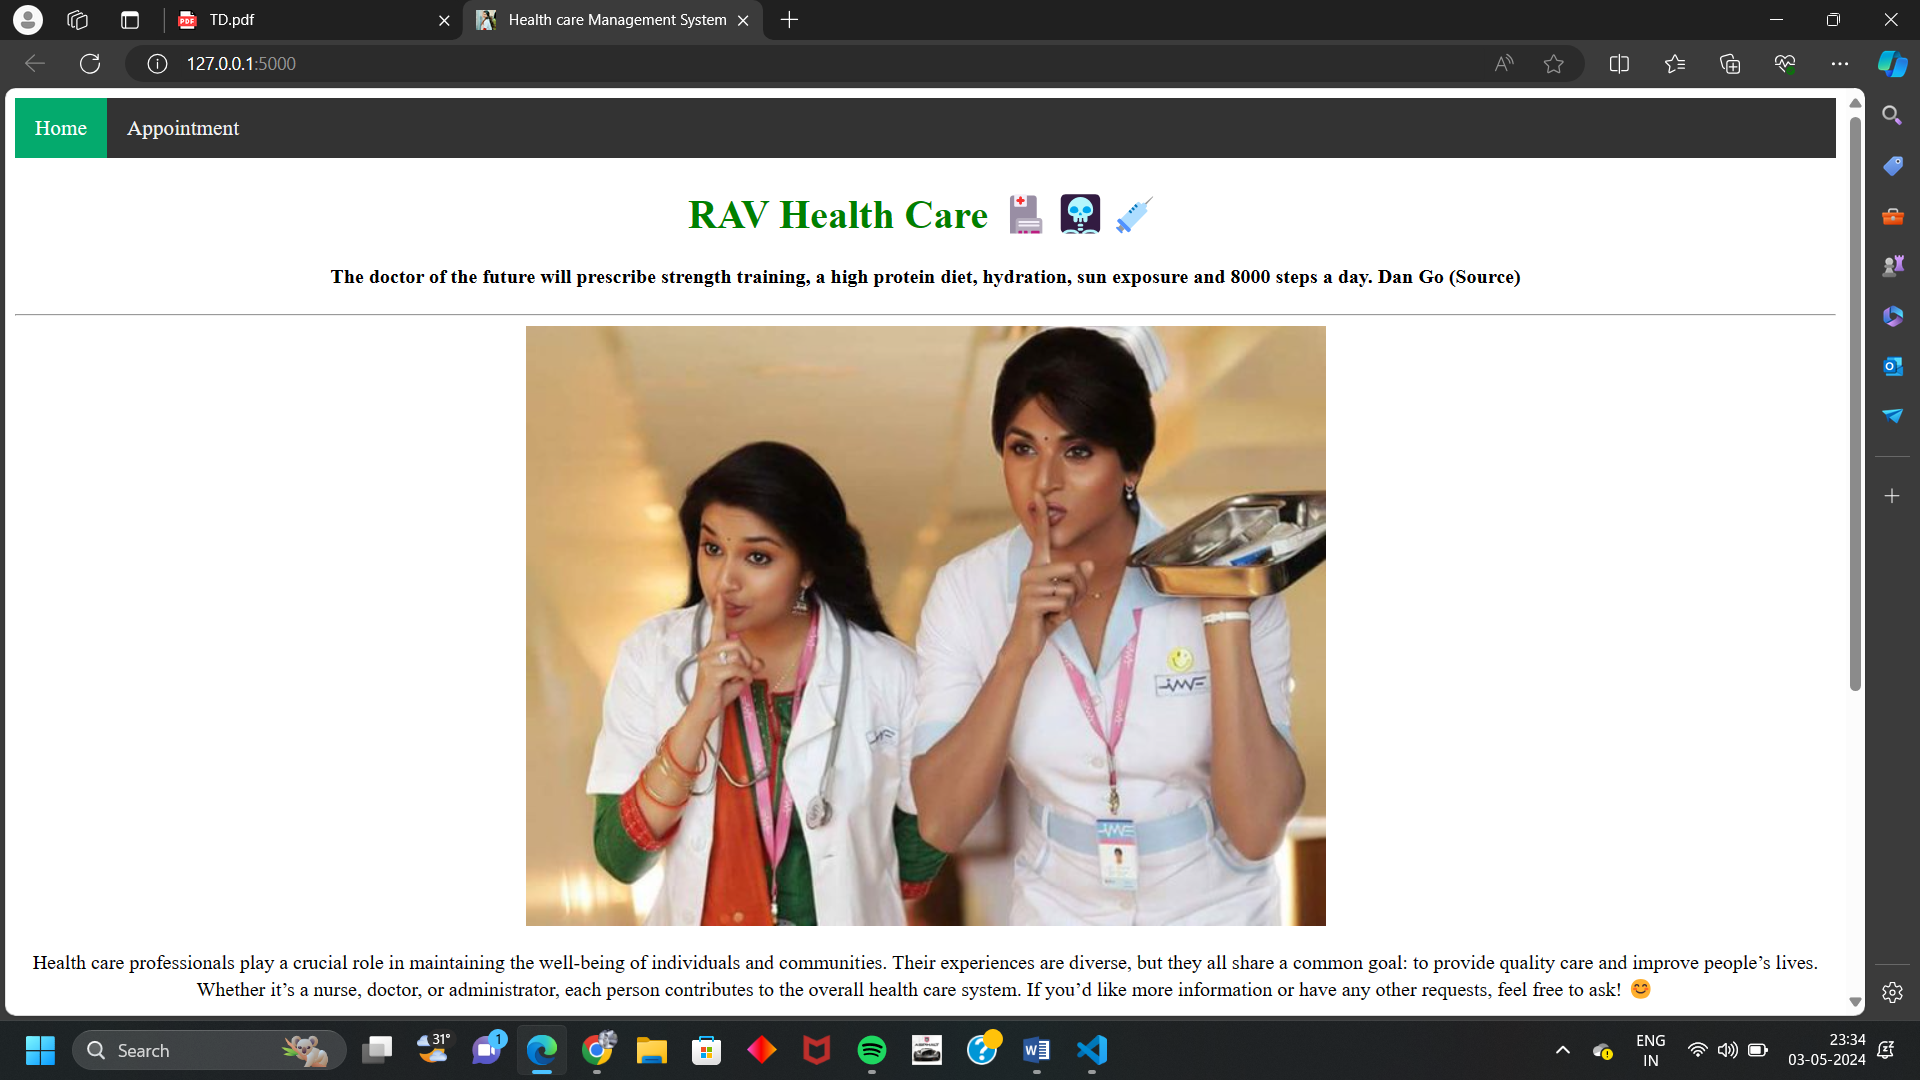 TD.pdf
Health care Management System
127.0.0.1:5000
Home
Appointment
RAV Health Care
The doctor of the future will prescribe strength training, a high protein diet, hydration, sun exposure and 8000 steps a day. Dan Go (Source)
Health care professionals play a crucial role in maintaining the well-being of individuals and communities. Their experiences are diverse, but they all share a common goal: to provide quality care and improve people’s lives.
Whether it’s a nurse, doctor, or administrator, each person contributes to the overall health care system. If you’d like more information or have any other requests, feel free to ask! 😊
Search
31°
1
ENG
IN
23:34
03-05-2024